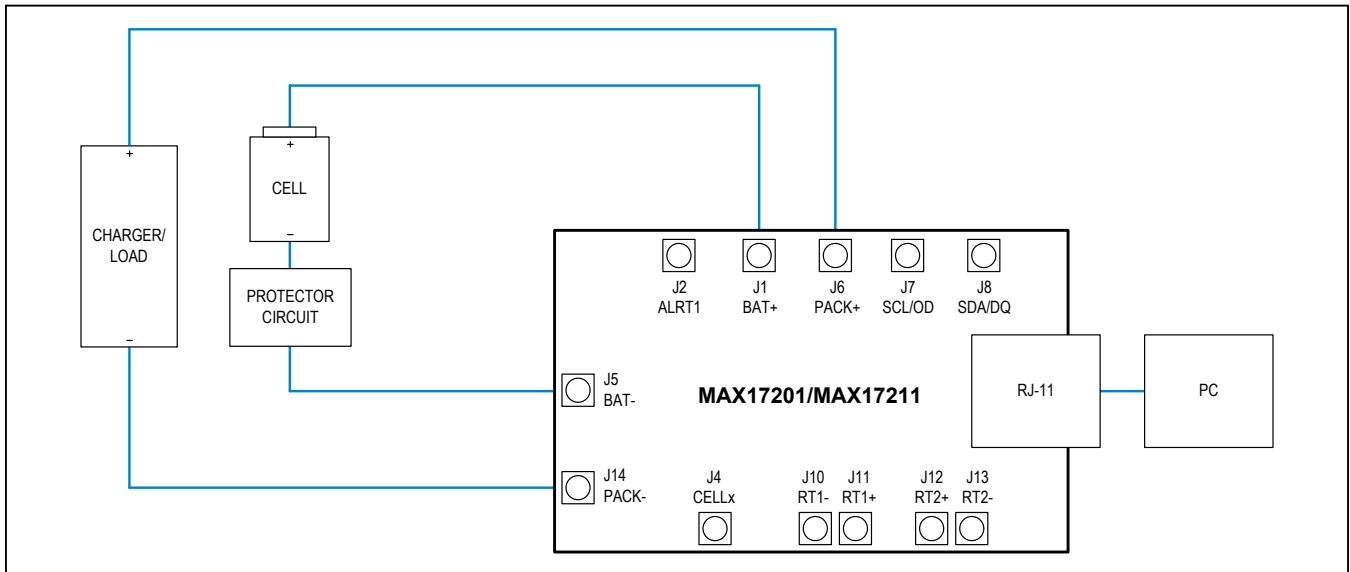 +
CHARGER/
LOAD
–
+
CELL
–
PROTECTOR
CIRCUIT
J2
ALRT1
J1
BAT+
J6
PACK+
J7
SCL/OD
J8
SDA/DQ
J5
BAT-
MAX17201/MAX17211
RJ-11
PC
J14
PACK-
J4
CELLx
J10
RT1-
J11
RT1+
J12
RT2+
J13
RT2-